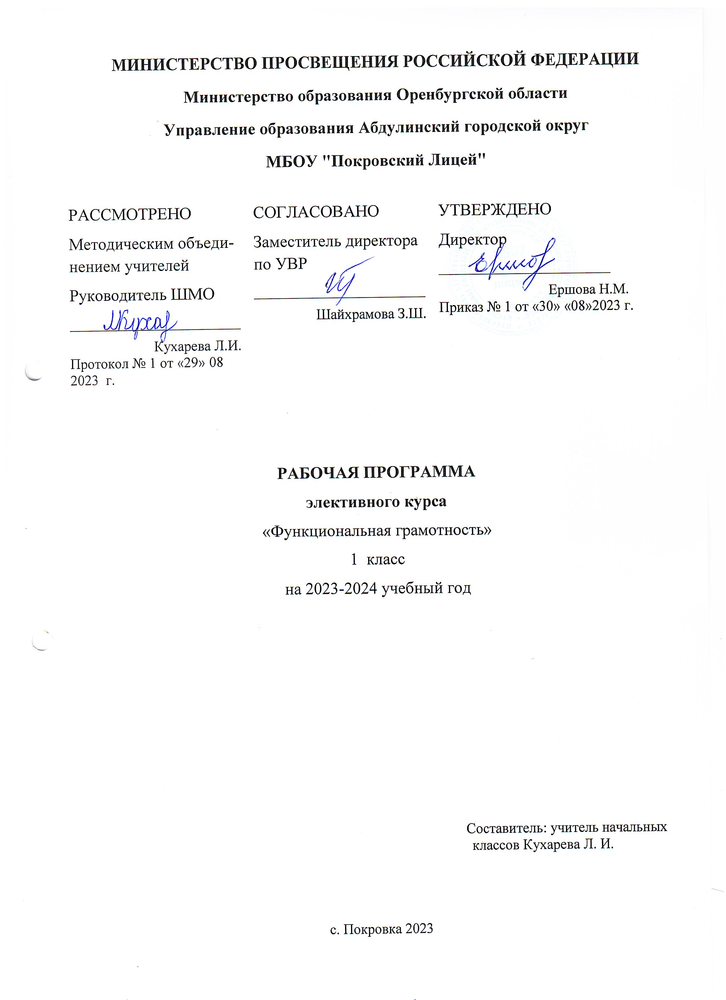 МИНИСТЕРСТВО ПРОСВЕЩЕНИЯ РОССИЙСКОЙ ФЕДЕРАЦИИ
Министерство образования Оренбургской области
Управление образования Абдулинский городской округ
МБОУ "Покровский Лицей"
РАССМОТРЕНО
Методическим объеди-
нением учителей
Руководитель ШМО
Кухарева Л.И.
Протокол № 1 от «29» 08
2023 г.
СОГЛАСОВАНО
Заместитель директора
по УВР
Шайхрамова З.Ш.
УТВЕРЖДЕНО
Директор
Ершова Н.М.
Приказ № 1 от «30» «08»2023 г.
РАБОЧАЯ ПРОГРАММА
элективного курса
«Функциональная грамотность»
1 класс
на 2023-2024 учебный год
Составитель: учитель начальных
классов Кухарева Л. И.
с. Покровка 2023